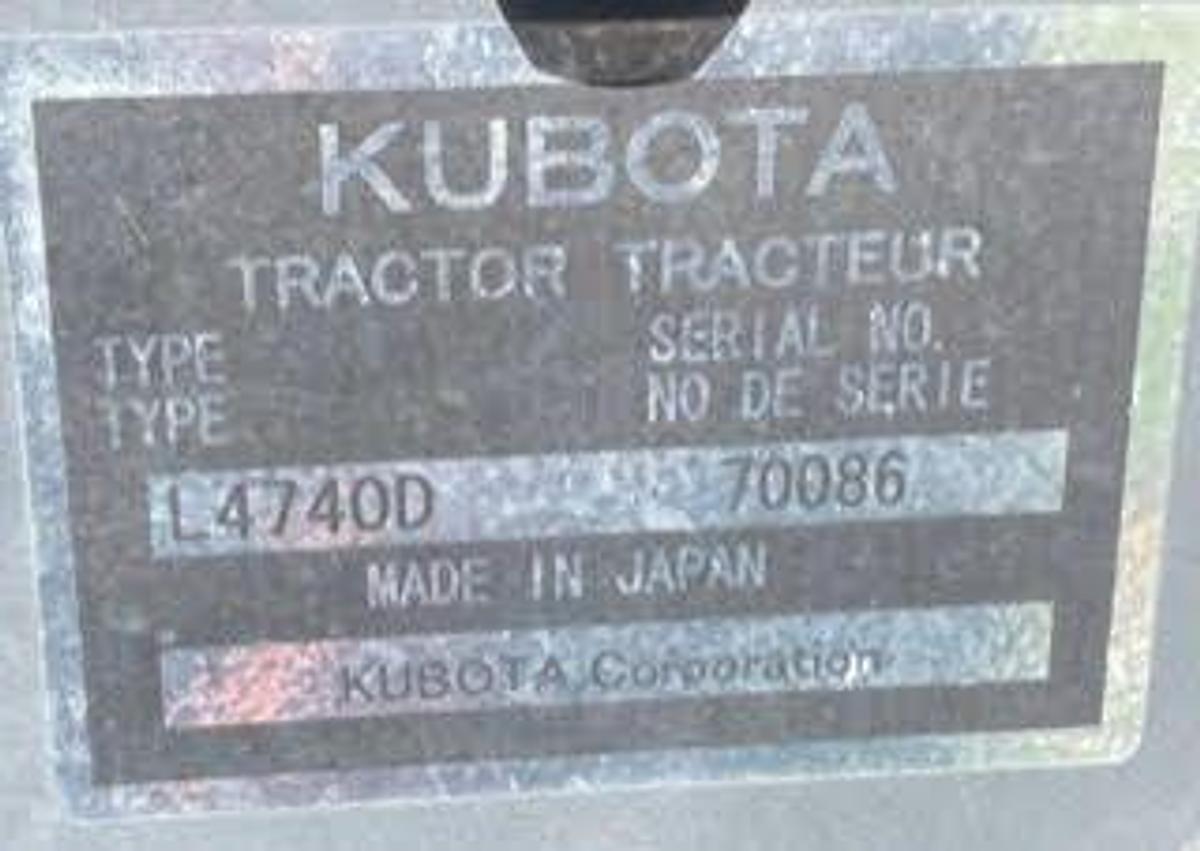 KUBOTA
TRACTOR TRACTEUR
TYPE SERIAL NO.
TYPE NO DE SERIE
L4740D 70086
MADE IN JAPAN
KUBOTA Corporation